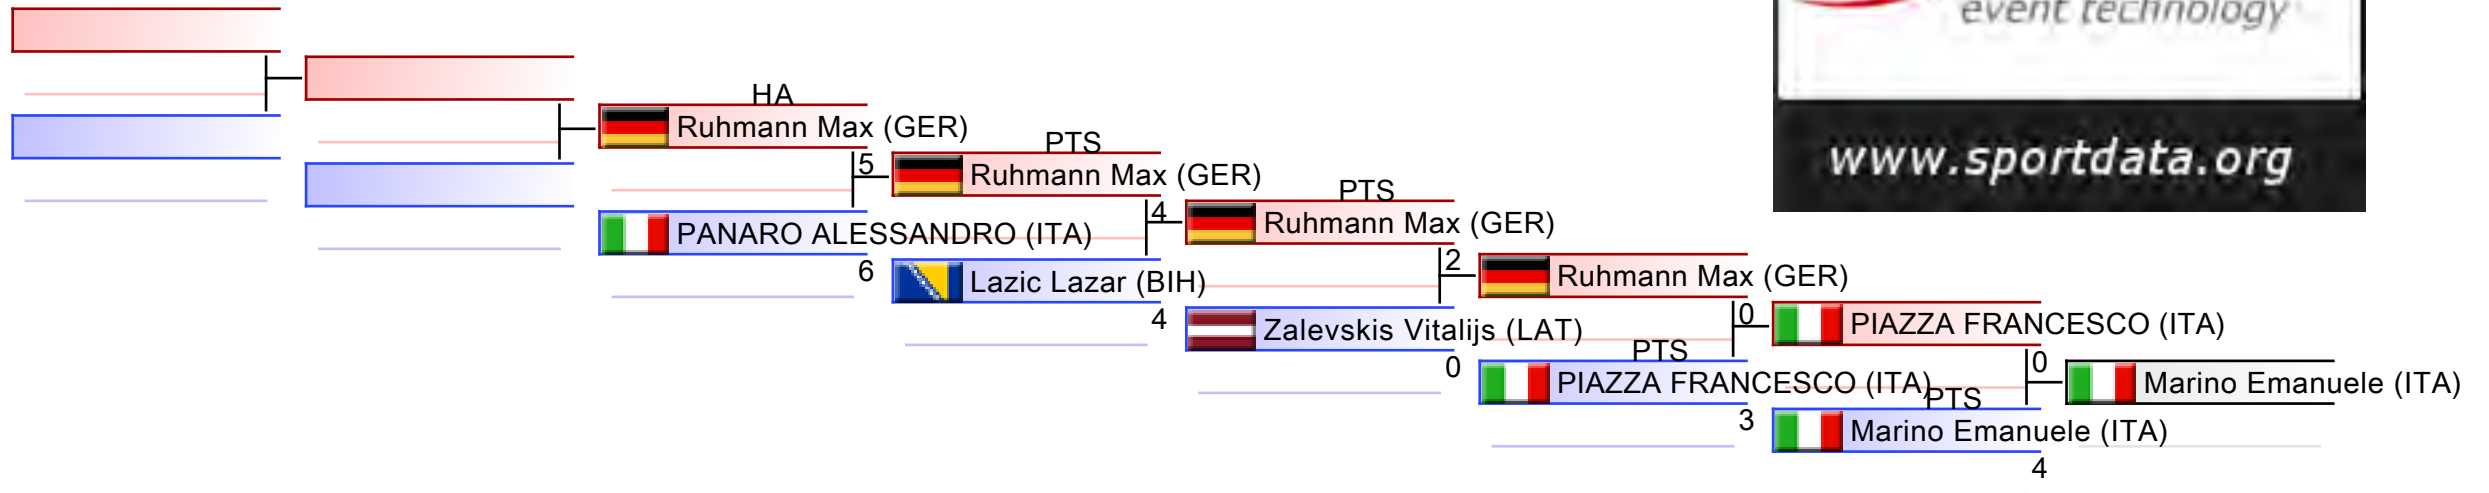 event technology
www.sportdata.org
HA
Ruhmann Max (GER)
5
PANARO ALESSANDRO (ITA)
6
PTS
Ruhmann Max (GER)
4
Lazic Lazar (BIH)
4
PTS
Ruhmann Max (GER)
2
Zalevskis Vitalijs (LAT)
0
Ruhmann Max (GER)
0
PTS
PIAZZA FRANCESCO (ITA)
3
PIAZZA FRANCESCO (ITA)
0
PTS
Marino Emanuele (ITA)
4
Marino Emanuele (ITA)